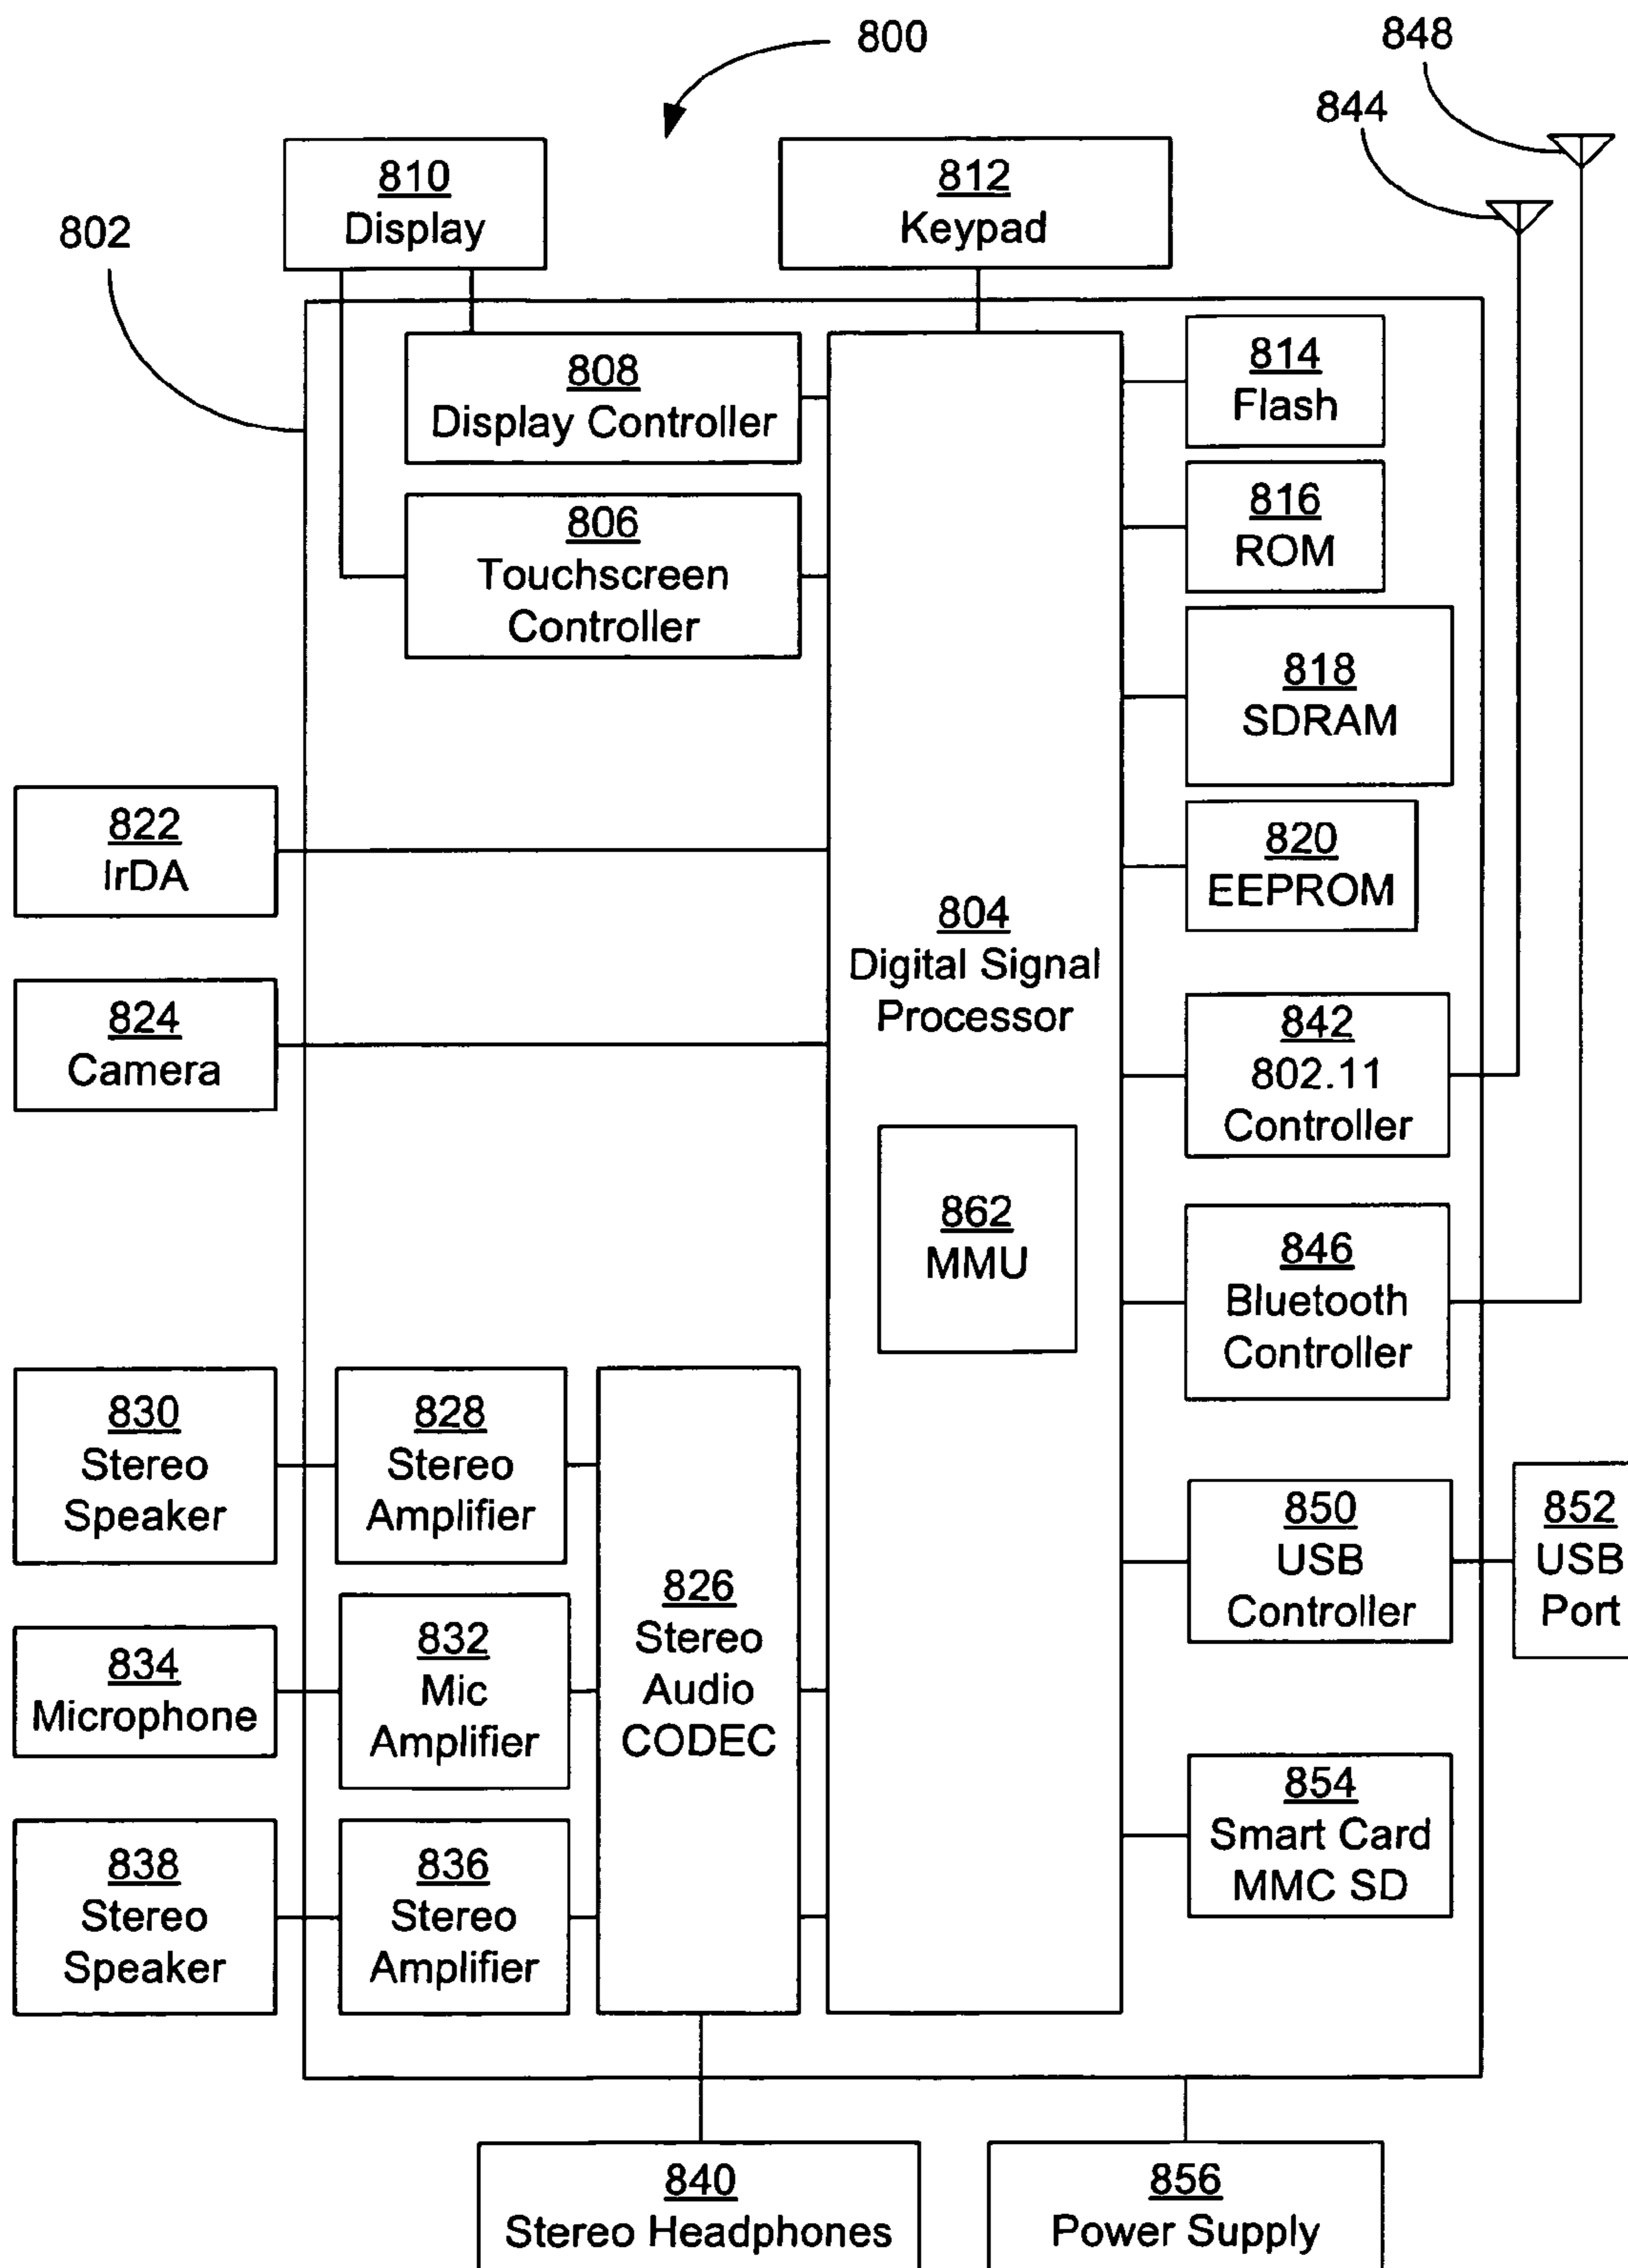 800
848
844
810
Display
812
Keypad
802
808
Display Controller
814
Flash
806
Touchscreen
Controller
816
ROM
818
SDRAM
822
IrDA
820
EEPROM
804
Digital Signal
Processor
824
Camera
842
802.11
Controller
862
MMU
846
Bluetooth
Controller
830
Stereo
Speaker
828
Stereo
Amplifier
826
Stereo
Audio
CODEC
850
USB
Controller
852
USB
Port
834
Microphone
832
Mic
Amplifier
854
Smart Card
MMC SD
838
Stereo
Speaker
836
Stereo
Amplifier
840
Stereo Headphones
856
Power Supply